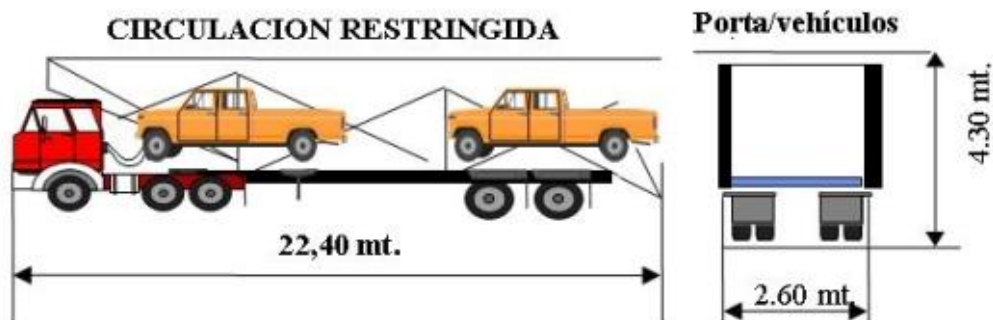 CIRCULACION RESTRINGIDA
Porta/vehículos
4.30 mt.
22,40 mt.
2.60 mt.